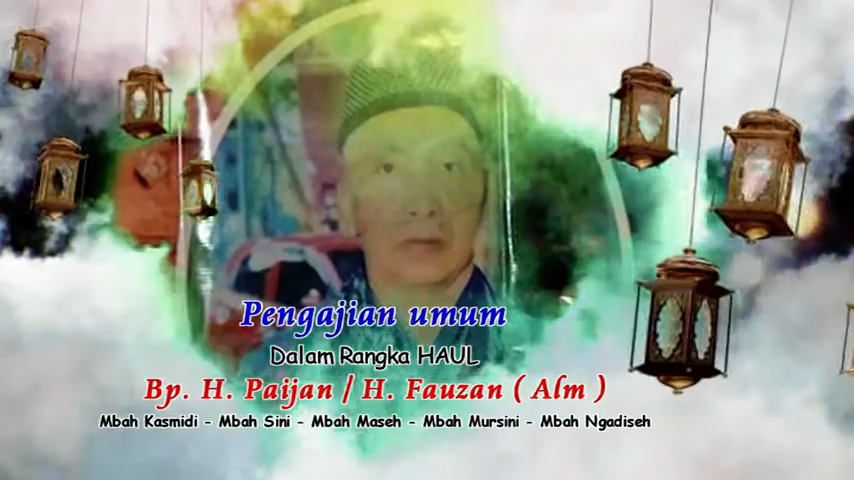 Pengajian umum
Dalam Rangka HAUL
Bp. H. Paijan / H. Fauzan ( Alm )
Mbah Kasmidi - Mbah Sini - Mbah Maseh - Mbah Mursini - Mbah Ngadiseh